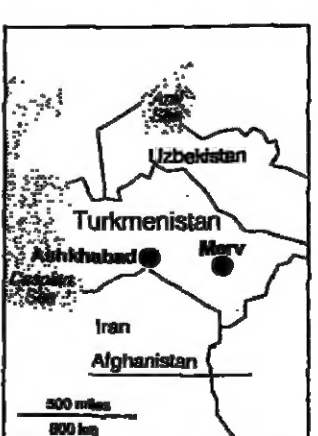 Aral
Sea
Uzbekistan
Turkmenistan
Ashkhabad
Merv
Caspian
Sea
Iran
Afghanistan
500 miles
800 km